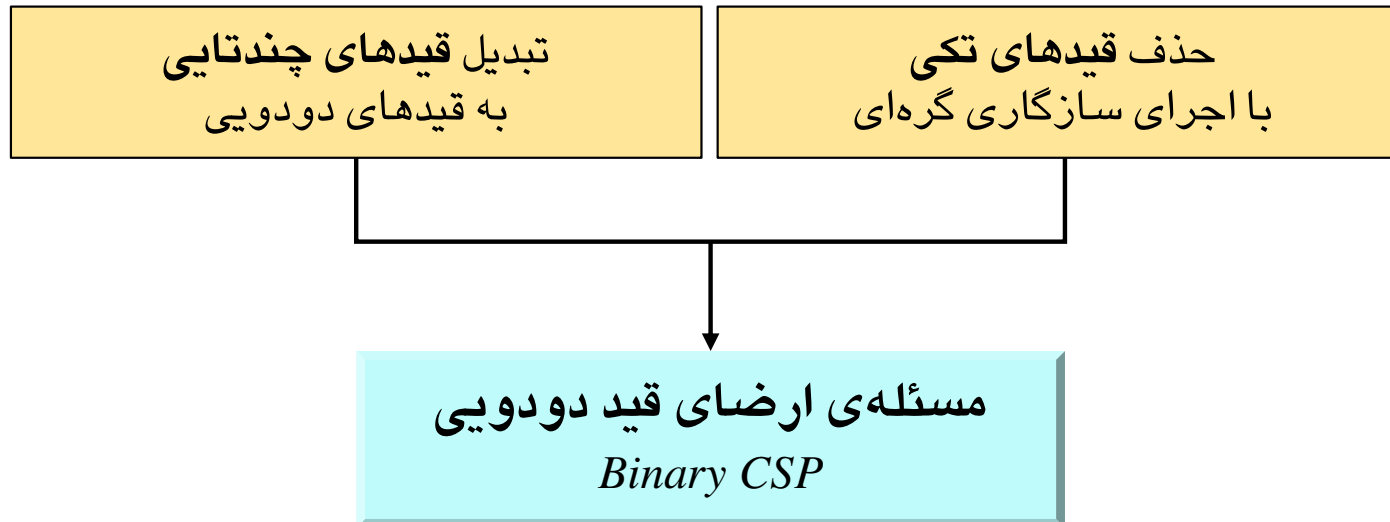 حذف قیدهای تکی
با اجرای سازگاری گره‌ای
تبدیل قیدهای چندتایی
به قیدهای دودویی
مسئله‌ی ارضای قید دودویی
Binary CSP